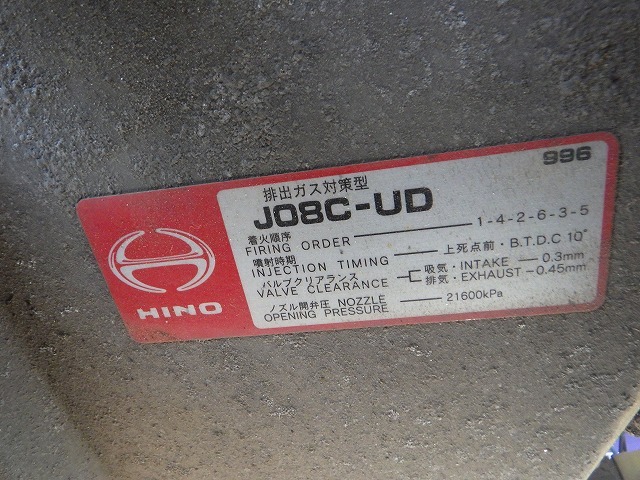 996
排出ガス対策型
J08C-UD
着火順序
FIRING ORDER 1-4-2-6-3-5
噴射時期
INJECTION TIMING 上死点前・B.T.D.C 10°
バルブクリアランス 吸気・INTAKE 0.3mm
VALVE CLEARANCE 排気・EXHAUST 0.45mm
ノズル開弁圧 NOZZLE
OPENING PRESSURE 21600kPa
HINO